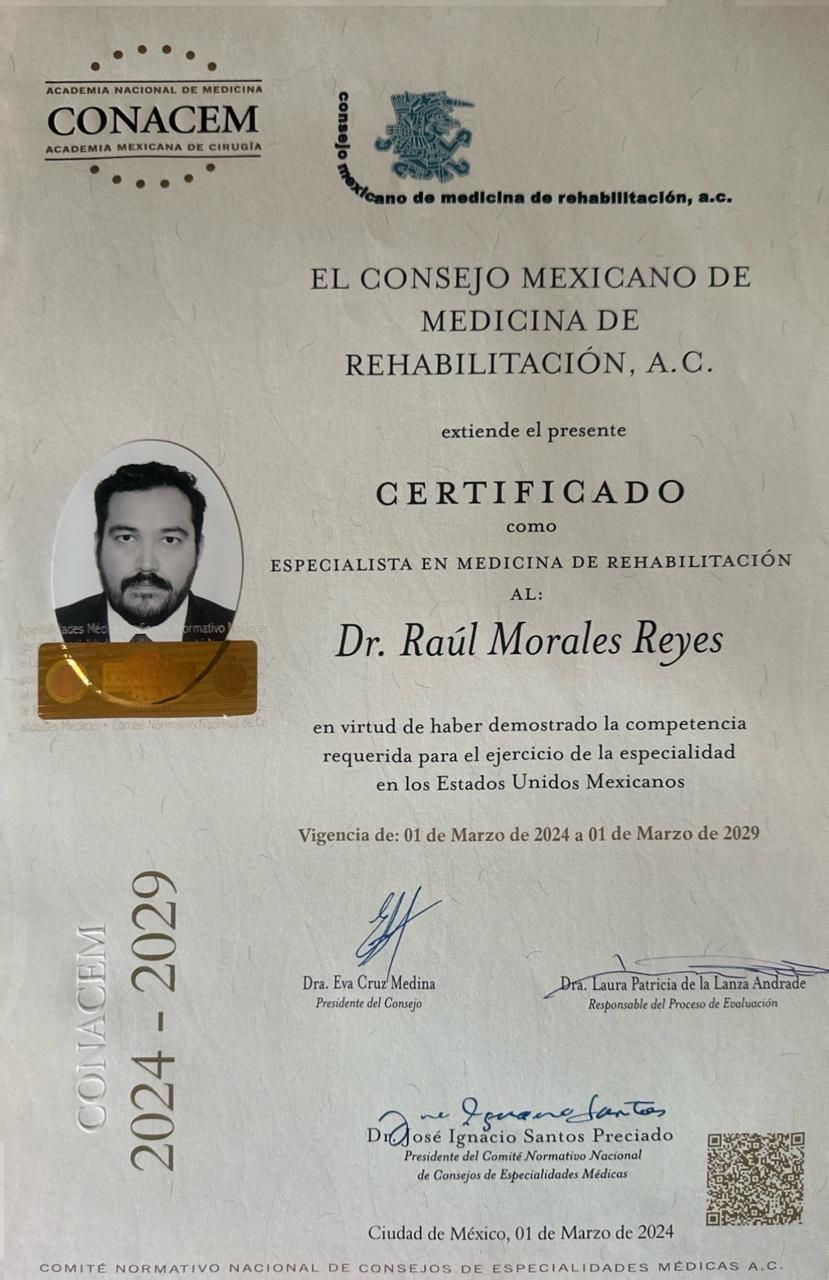 ACADEMIA NACIONAL DE MEDICINA
CONACEM
ACADEMIA MEXICANA DE CIRUGÍA
consejo mexicano de medicina de rehabilitación, a.c.
EL CONSEJO MEXICANO DE
MEDICINA DE
REHABILITACIÓN, A.C.
extiende el presente
CERTIFICADO
como
ESPECIALISTA EN MEDICINA DE REHABILITACIÓN
AL:
Dr. Raúl Morales Reyes
en virtud de haber demostrado la competencia
requerida para el ejercicio de la especialidad
en los Estados Unidos Mexicanos
Vigencia de: 01 de Marzo de 2024 a 01 de Marzo de 2029
CONACEM
2024 - 2029
Dra. Eva Cruz Medina
Presidente del Consejo
Dra. Laura Patricia de la Lanza Andrade
Responsable del Proceso de Evaluación
Dr. José Ignacio Santos Preciado
Presidente del Comité Normativo Nacional
de Consejos de Especialidades Médicas
Ciudad de México, 01 de Marzo de 2024
COMITÉ NORMATIVO NACIONAL DE CONSEJOS DE ESPECIALIDADES MÉDICAS A.C.